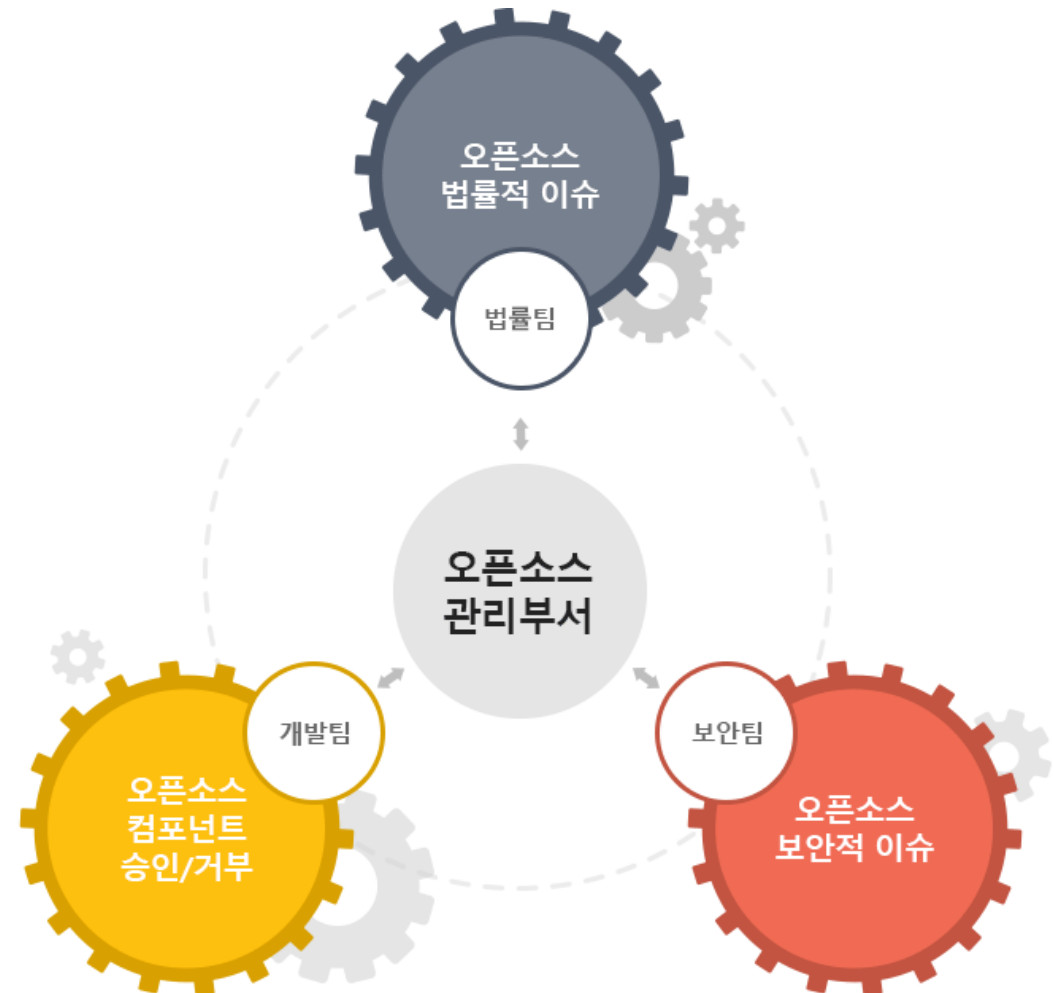 오픈소스
법률적 이슈
법률팀
오픈소스
관리부서
개발팀
오픈소스
컴포넌트
승인/거부
보안팀
오픈소스
보안적 이슈